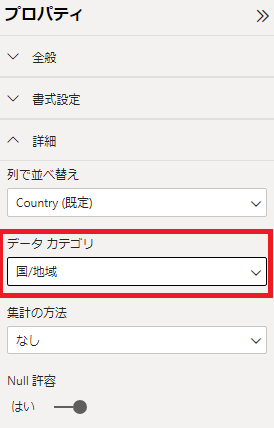 プロパティ
全般
書式設定
詳細
列で並べ替え
Country (既定)
データ カテゴリ
国/地域
集計の方法
なし
Null 許容
はい